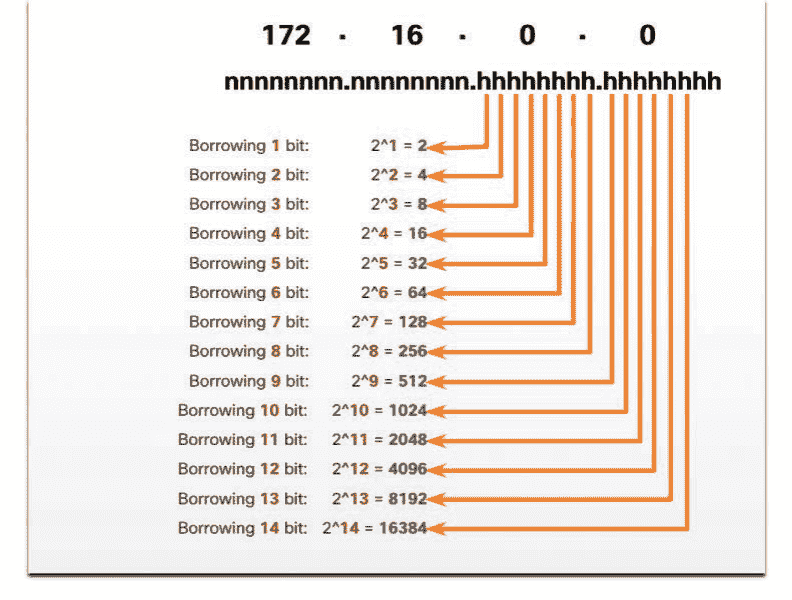 172 . 16 . 0 . 0
nnnnnnnn.nnnnnnnn.hhhhhhhh.hhhhhhhh
Borrowing 1 bit: 2^1 = 2
Borrowing 2 bit: 2^2 = 4
Borrowing 3 bit: 2^3 = 8
Borrowing 4 bit: 2^4 = 16
Borrowing 5 bit: 2^5 = 32
Borrowing 6 bit: 2^6 = 64
Borrowing 7 bit: 2^7 = 128
Borrowing 8 bit: 2^8 = 256
Borrowing 9 bit: 2^9 = 512
Borrowing 10 bit: 2^10 = 1024
Borrowing 11 bit: 2^11 = 2048
Borrowing 12 bit: 2^12 = 4096
Borrowing 13 bit: 2^13 = 8192
Borrowing 14 bit: 2^14 = 16384